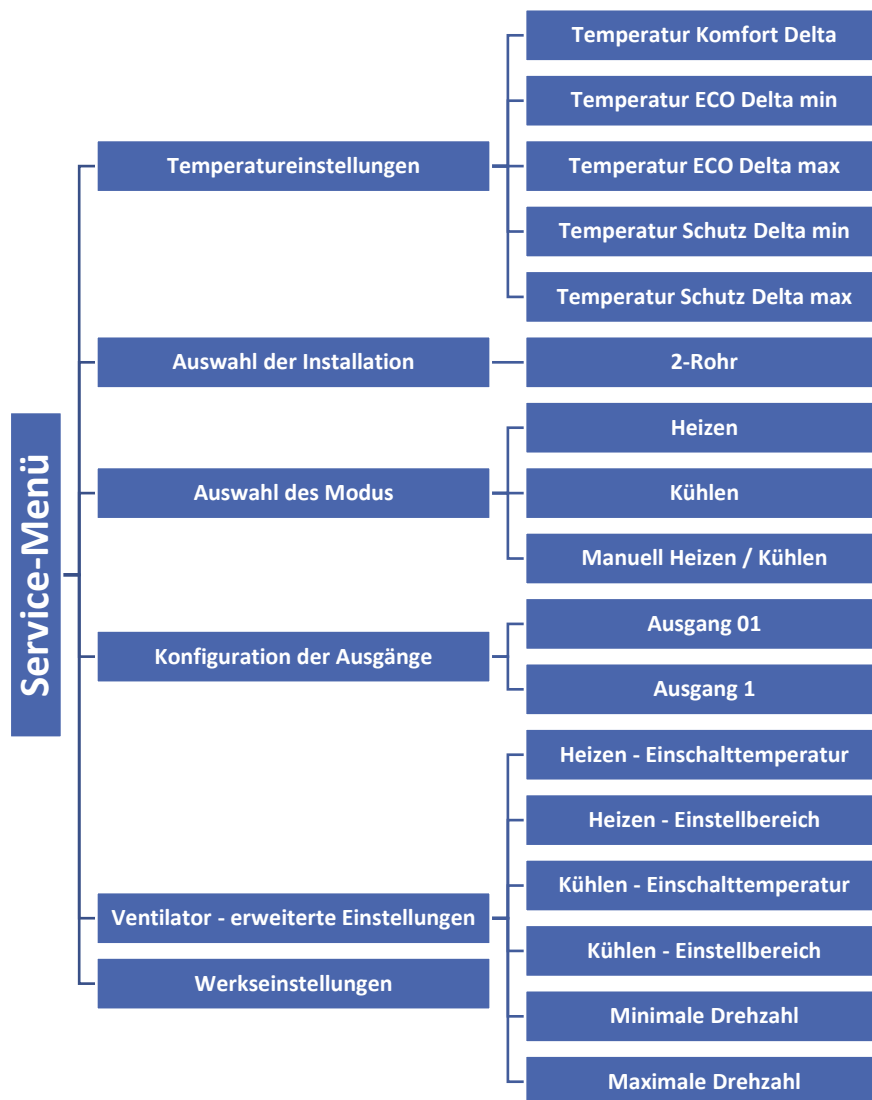 Service-Menü
Temperatureinstellungen
Temperatur Komfort Delta
Temperatur ECO Delta min
Temperatur ECO Delta max
Temperatur Schutz Delta min
Temperatur Schutz Delta max
Auswahl der Installation
2-Rohr
Auswahl des Modus
Heizen
Kühlen
Manuell Heizen / Kühlen
Konfiguration der Ausgänge
Ausgang 01
Ausgang 1
Ventilator - erweiterte Einstellungen
Heizen - Einschalttemperatur
Heizen - Einstellbereich
Kühlen - Einschalttemperatur
Kühlen - Einstellbereich
Minimale Drehzahl
Maximale Drehzahl
Werkseinstellungen